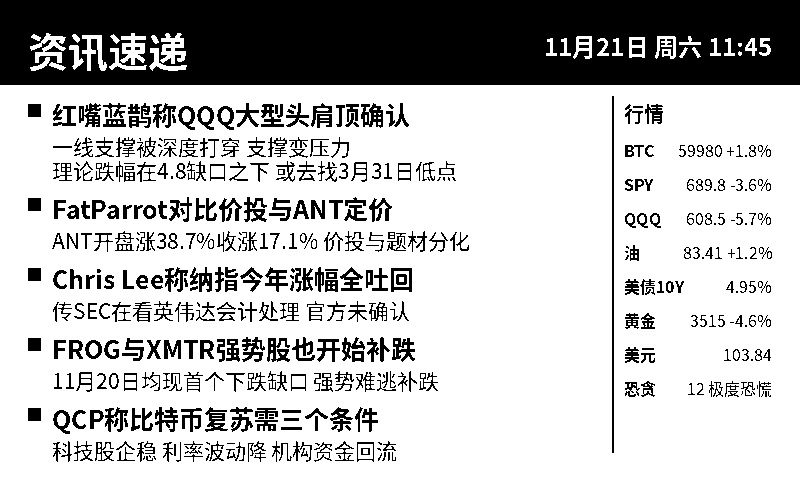 资讯速递
11月21日 周六 11:45
红嘴蓝鹊称QQQ大型头肩顶确认
一线支撑被深度打穿 支撑变压力
理论跌幅在4.8缺口之下 或去找3月31日低点
FatParrot对比价投与ANT定价
ANT开盘涨38.7%收涨17.1% 价投与题材分化
Chris Lee称纳指今年涨幅全吐回
传SEC在看英伟达会计处理 官方未确认
FROG与XMTR强势股也开始补跌
11月20日均现首个下跌缺口 强势难逃补跌
QCP称比特币复苏需三个条件
科技股企稳 利率波动降 机构资金回流
行情
BTC 59980 +1.8%
SPY 689.8 -3.6%
QQQ 608.5 -5.7%
油 83.41 +1.2%
美债10Y 4.95%
黄金 3515 -4.6%
美元 103.84
恐贪 12 极度恐慌